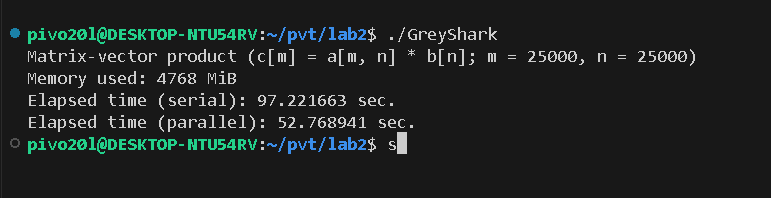 pivo20l@DESKTOP-NTU54RV:~/pvt/lab2$ ./GreyShark
Matrix-vector product (c[m] = a[m, n] * b[n]; m = 25000, n = 25000)
Memory used: 4768 MiB
Elapsed time (serial): 97.221663 sec.
Elapsed time (parallel): 52.768941 sec.
pivo20l@DESKTOP-NTU54RV:~/pvt/lab2$ s